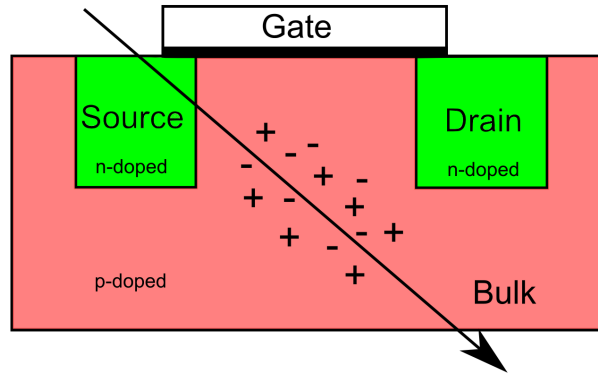 Gate
Source
n-doped
Drain
n-doped
+ - -
- + -
+ - +
+ - - +
+
p-doped
Bulk